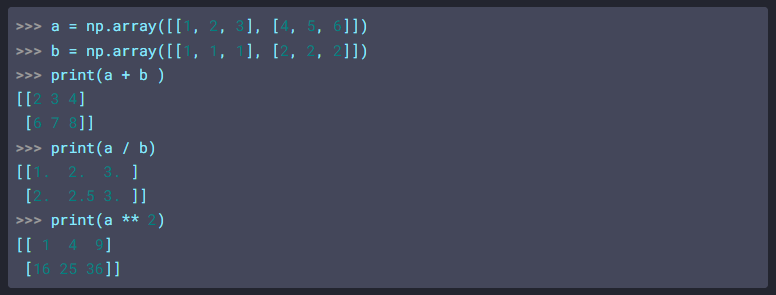 >>> a = np.array([[1, 2, 3], [4, 5, 6]])
>>> b = np.array([[1, 1, 1], [2, 2, 2]])
>>> print(a + b )
[[2 3 4]
 [6 7 8]]
>>> print(a / b)
[[1.  2.  3. ]
 [2.  2.5 3. ]]
>>> print(a ** 2)
[[ 1  4  9]
 [16 25 36]]